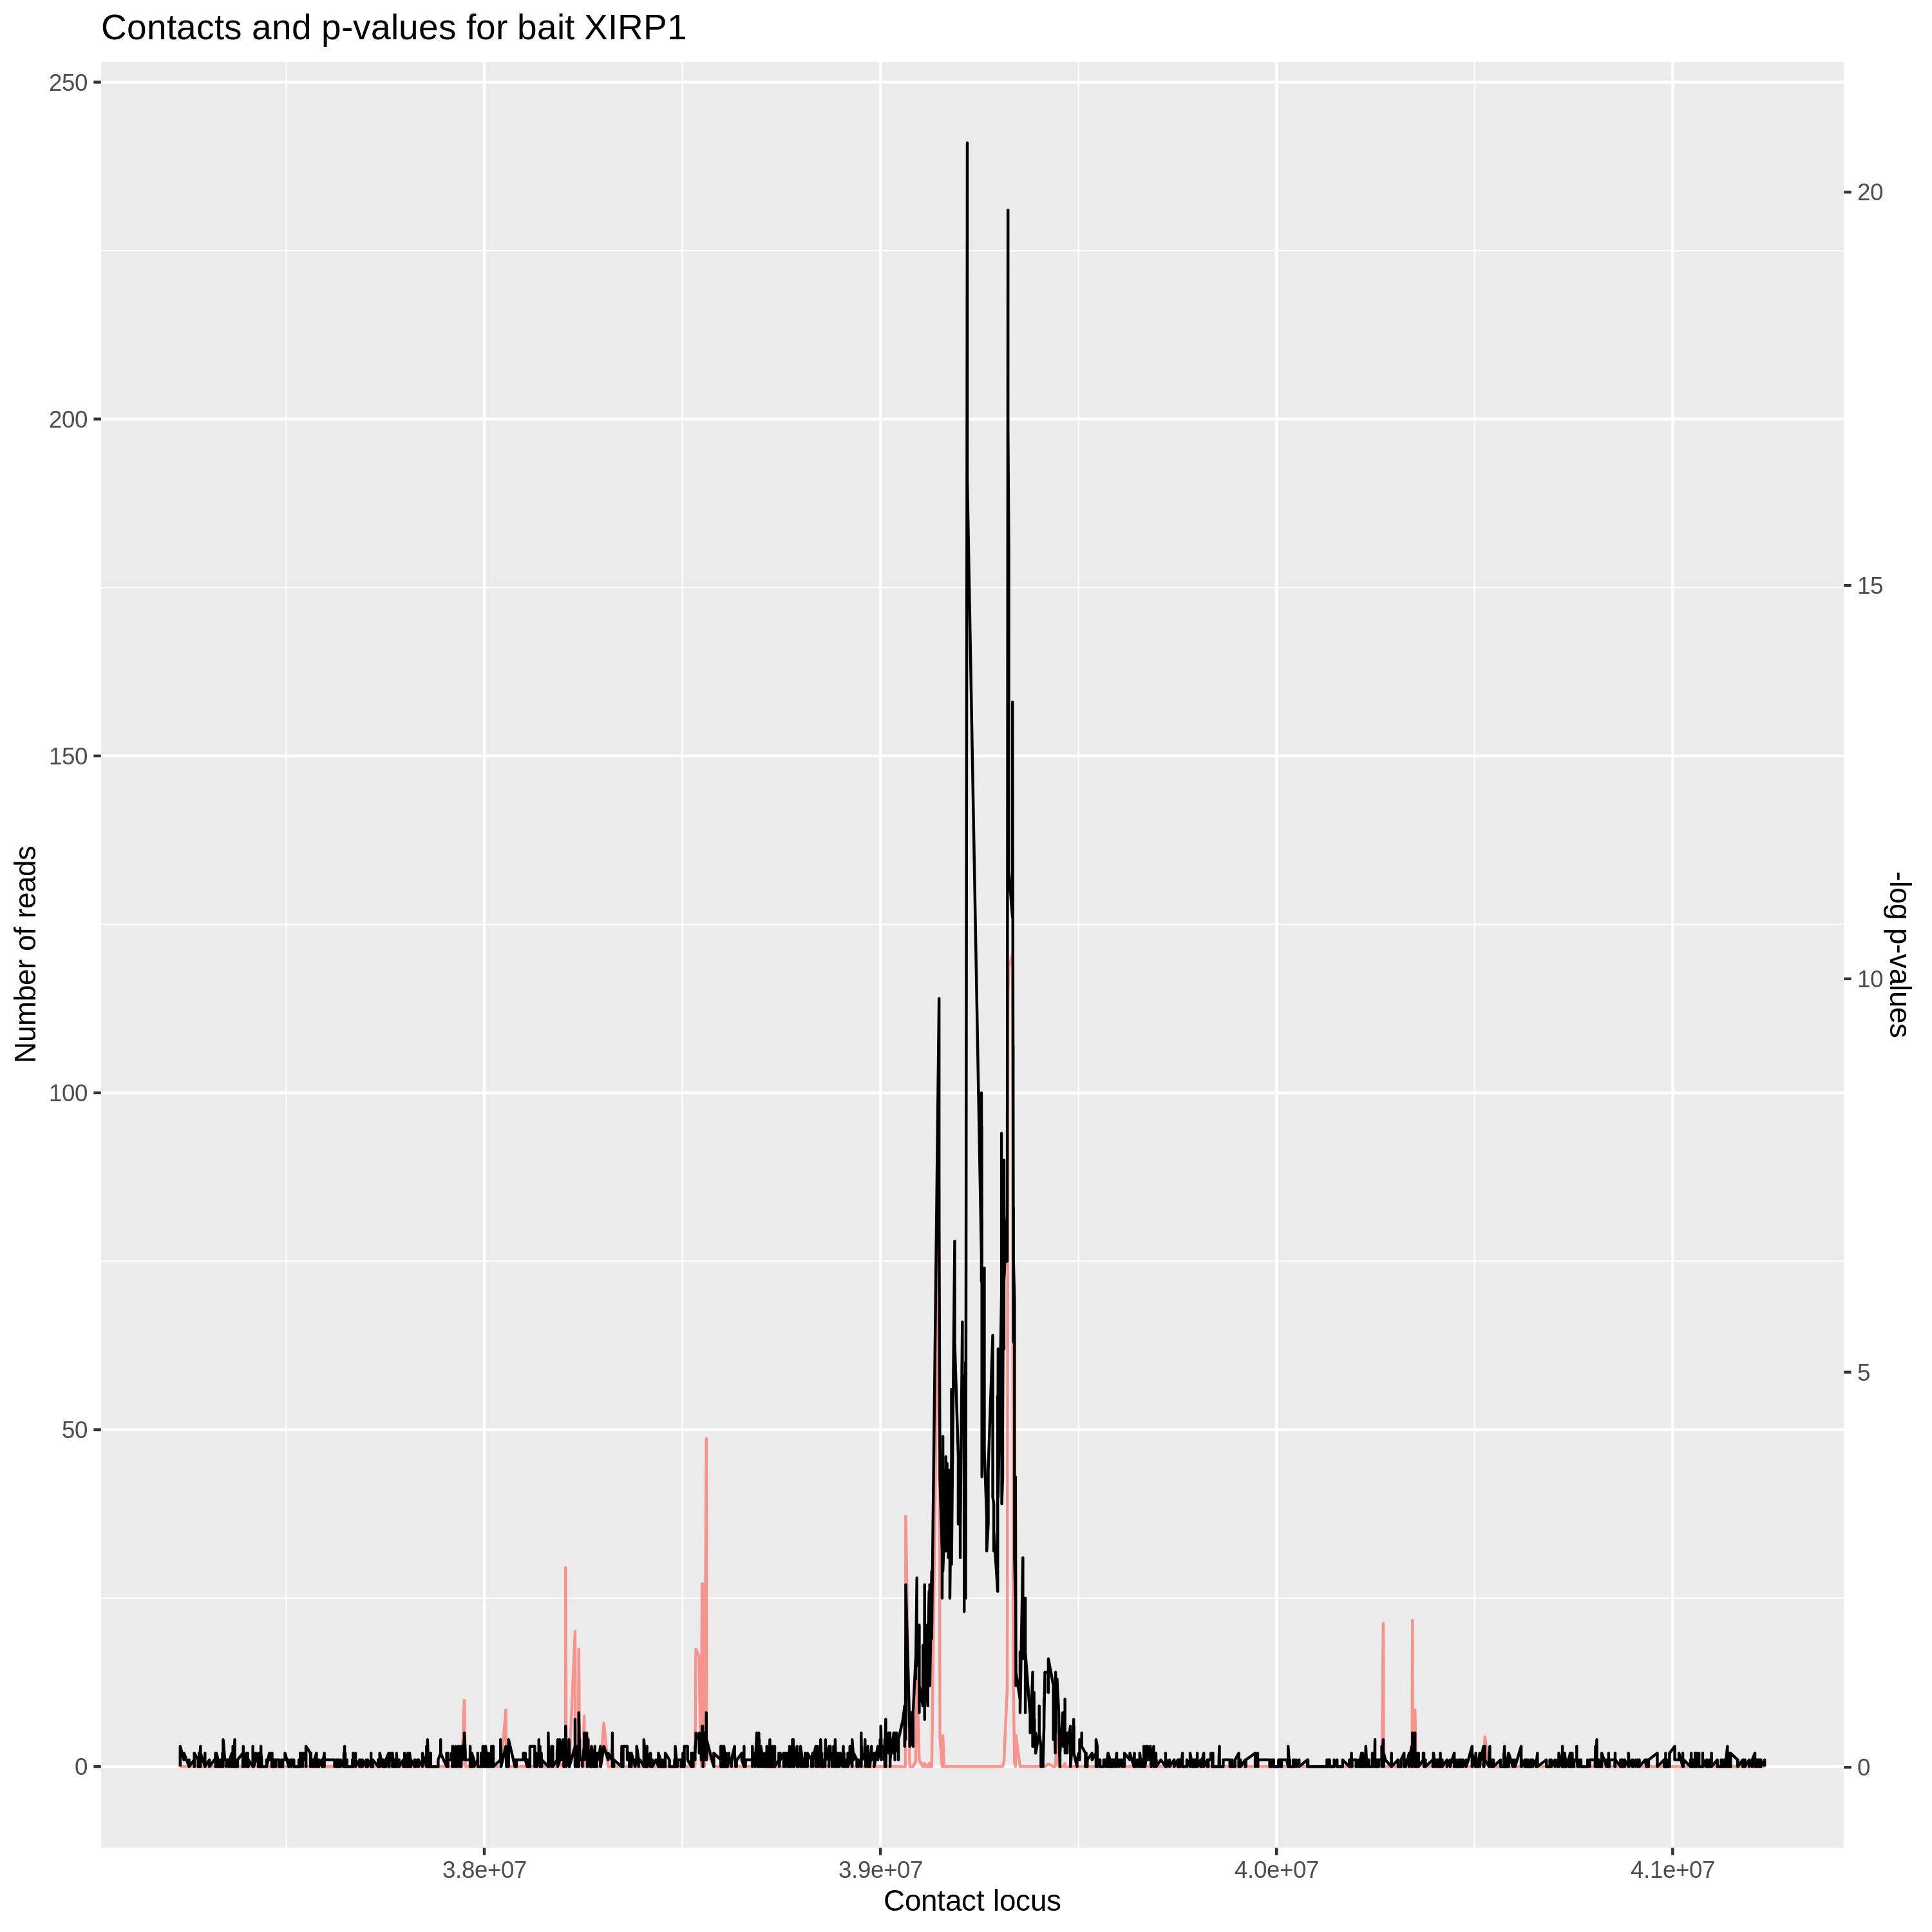 Contacts and p-values for bait XIRP1
250
200
150
100
50
0
Number of reads
20
15
10
5
0
-log p-values
3.8e+07
3.9e+07
4.0e+07
4.1e+07
Contact locus